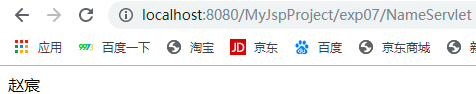 localhost:8080/MyJspProject/exp07/NameServlet
应用 997 百度一下 淘宝 JD 京东 百度 京东商城
赵宸